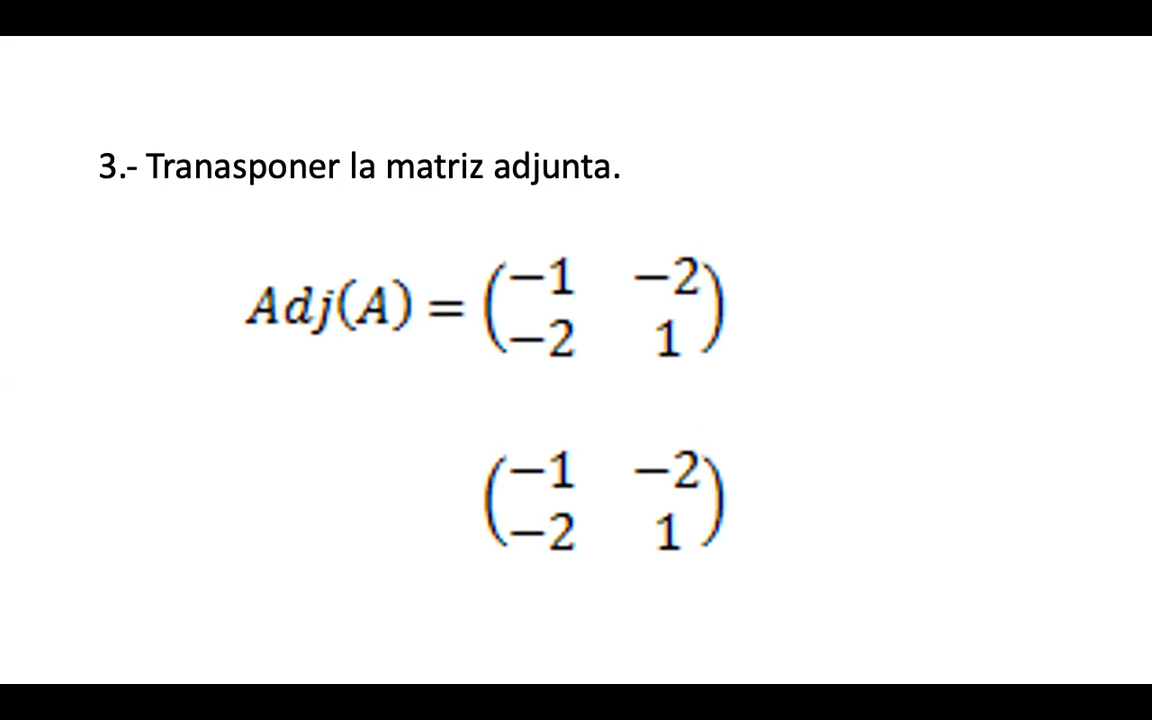 3.- Tranasponer la matriz adjunta.
Adj(A) = (−1 −2
−2 1)
(−1 −2
−2 1)